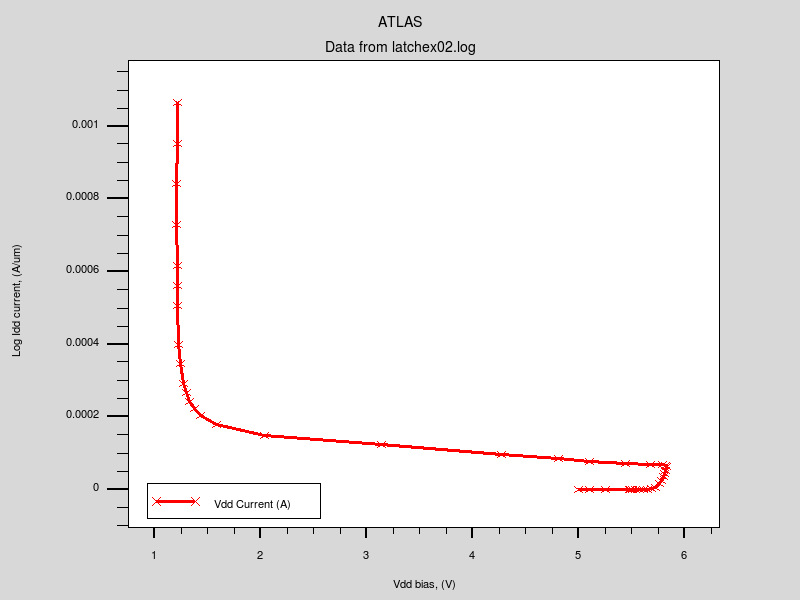 ATLAS
Data from latchex02.log
Log Idd current, (A/um)
0.001
0.0008
0.0006
0.0004
0.0002
0
Vdd Current (A)
1 2 3 4 5 6
Vdd bias, (V)